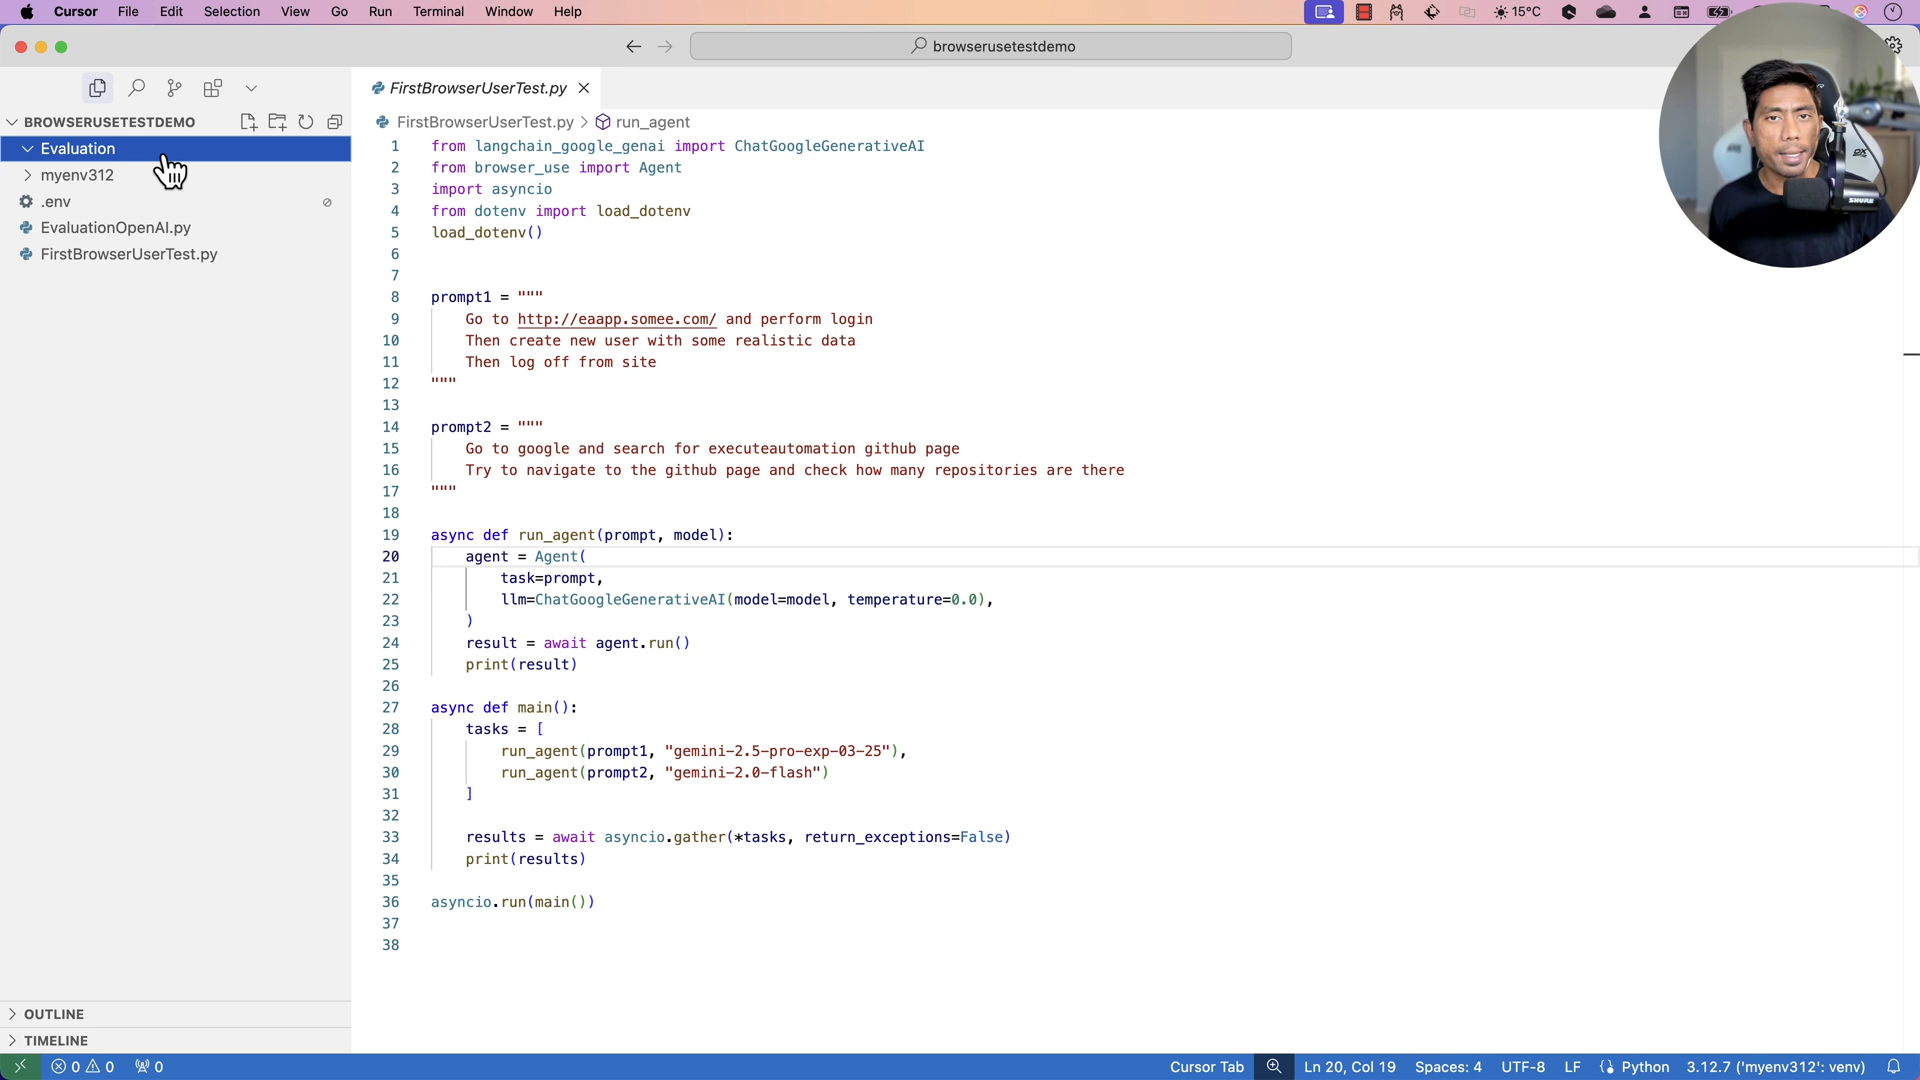 Cursor File Edit Selection View Go Run Terminal Window Help 15°C
browserusetestdemo
FirstBrowserUserTest.py
BROWSERUSETESTDEMO
FirstBrowserUserTest.py > run_agent
Evaluation
myenv312
.env
EvaluationOpenAI.py
FirstBrowserUserTest.py
1 from langchain_google_genai import ChatGoogleGenerativeAI
2 from browser_use import Agent
3 import asyncio
4 from dotenv import load_dotenv
5 load_dotenv()
6
7
8 prompt1 = """
9 Go to http://eaapp.somee.com/ and perform login
10 Then create new user with some realistic data
11 Then log off from site
12 """
13
14 prompt2 = """
15 Go to google and search for executeautomation github page
16 Try to navigate to the github page and check how many repositories are there
17 """
18
19 async def run_agent(prompt, model):
20 agent = Agent(
21 task=prompt,
22 llm=ChatGoogleGenerativeAI(model=model, temperature=0.0),
23 )
24 result = await agent.run()
25 print(result)
26
27 async def main():
28 tasks = [
29 run_agent(prompt1, "gemini-2.5-pro-exp-03-25"),
30 run_agent(prompt2, "gemini-2.0-flash")
31 ]
32
33 results = await asyncio.gather(*tasks, return_exceptions=False)
34 print(results)
35
36 asyncio.run(main())
37
38
OUTLINE
TIMELINE
0 0 0 Cursor Tab Ln 20, Col 19 Spaces: 4 UTF-8 LF Python 3.12.7 ('myenv312': venv)
SHURE